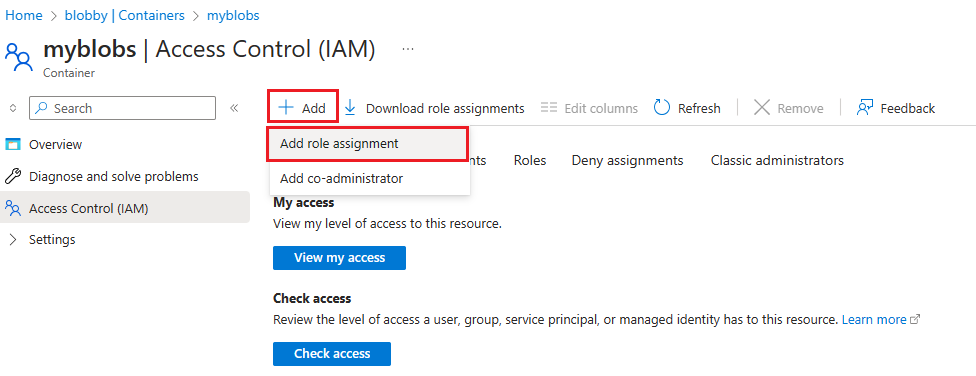 Home > blobby | Containers > myblobs
myblobs | Access Control (IAM) ...
Container
Search
+ Add
Download role assignments
Edit columns
Refresh
Remove
Feedback
Overview
Diagnose and solve problems
Access Control (IAM)
Settings
Add role assignment
Add co-administrator
Roles
Deny assignments
Classic administrators
My access
View my level of access to this resource.
View my access
Check access
Review the level of access a user, group, service principal, or managed identity has to this resource. Learn more
Check access